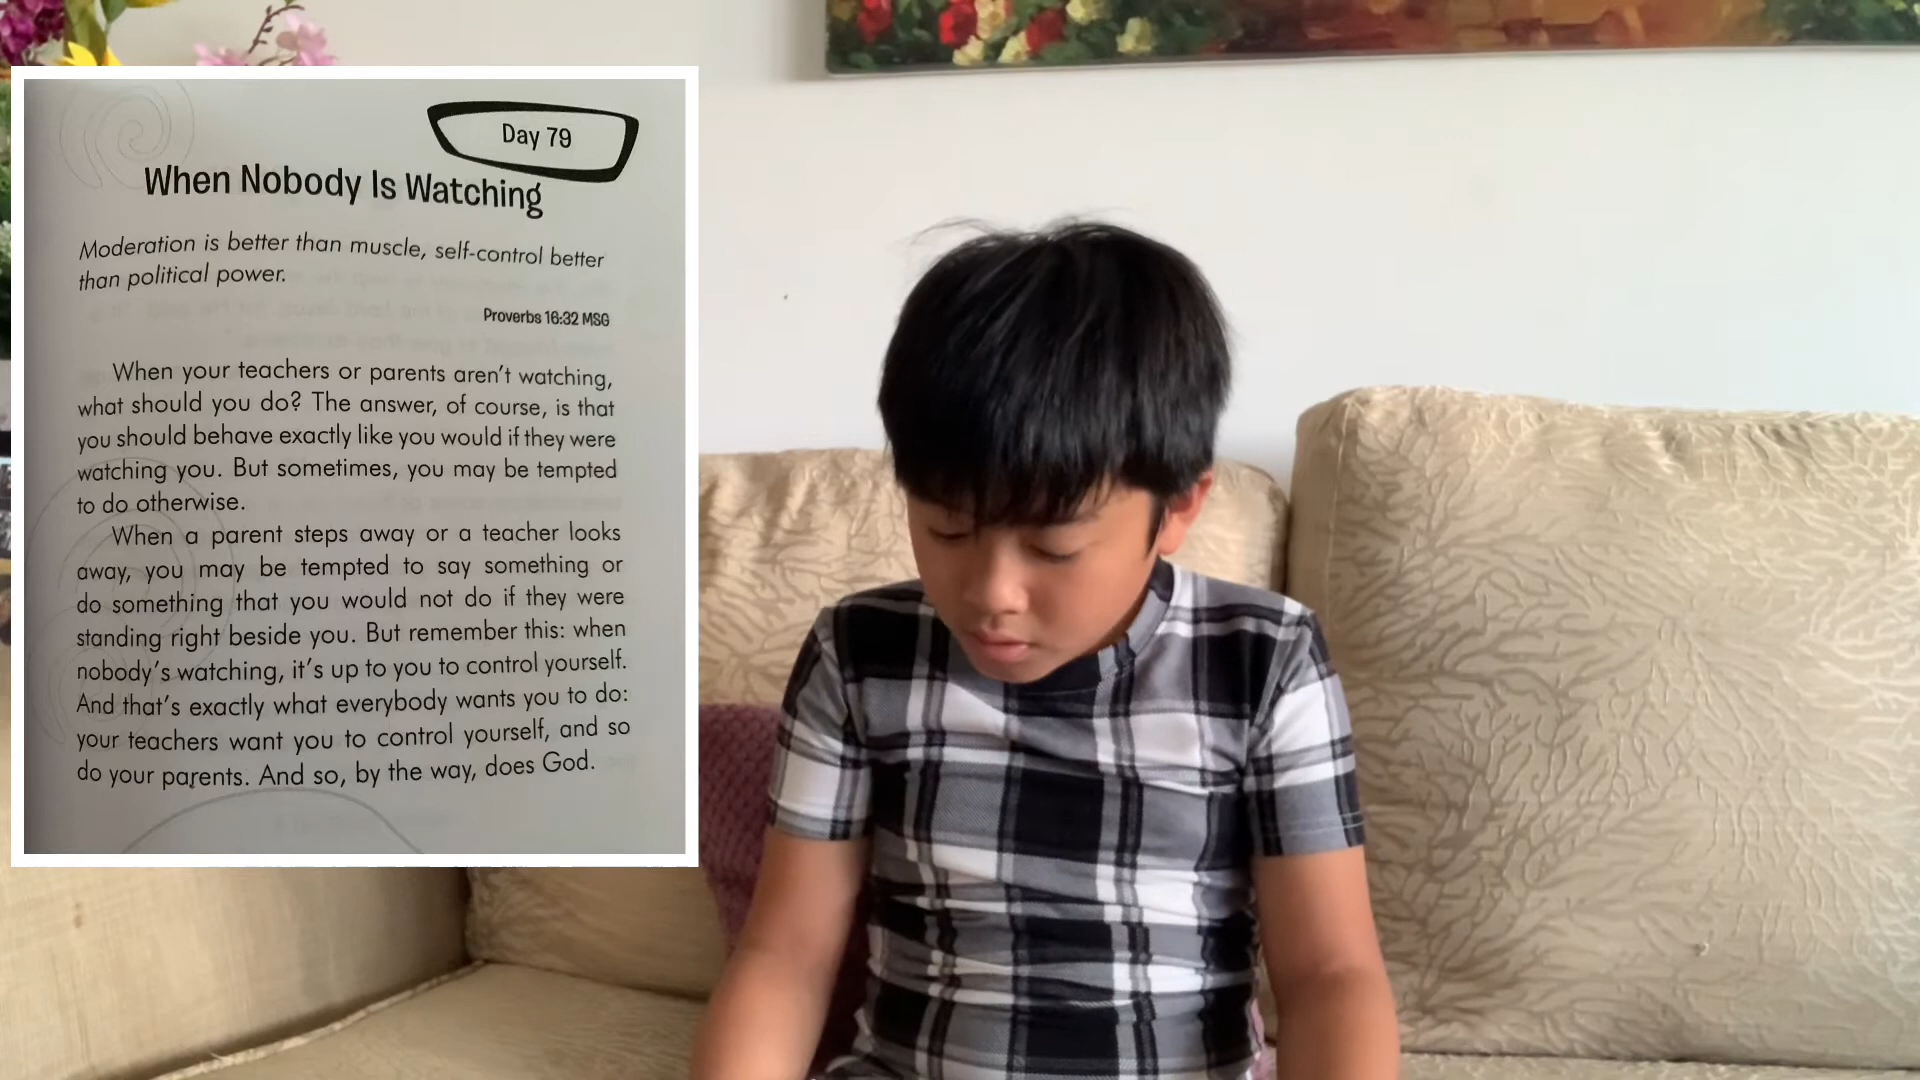 Day 79
When Nobody Is Watching
Moderation is better than muscle, self-control better
than political power.
Proverbs 16:32 MSG
When your teachers or parents aren't watching,
what should you do? The answer, of course, is that
you should behave exactly like you would if they were
watching you. But sometimes, you may be tempted
to do otherwise.
When a parent steps away or a teacher looks
away, you may be tempted to say something or
do something that you would not do if they were
standing right beside you. But remember this: when
nobody's watching, it's up to you to control yourself.
And that's exactly what everybody wants you to do:
your teachers want you to control yourself, and so
do your parents. And so, by the way, does God.